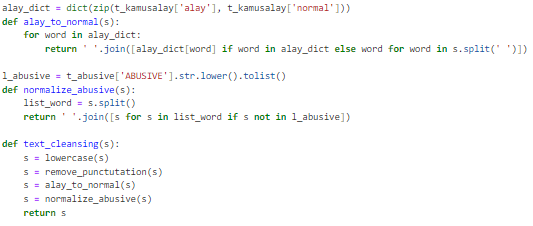 alay_dict = dict(zip(t_kamusalay['alay'], t_kamusalay['normal']))
def alay_to_normal(s):
    for word in alay_dict:
        return ' '.join([alay_dict[word] if word in alay_dict else word for word in s.split(' ')])

l_abusive = t_abusive['ABUSIVE'].str.lower().tolist()
def normalize_abusive(s):
    list_word = s.split()
    return ' '.join([s for s in list_word if s not in l_abusive])

def text_cleansing(s):
    s = lowercase(s)
    s = remove_punctutation(s)
    s = alay_to_normal(s)
    s = normalize_abusive(s)
    return s